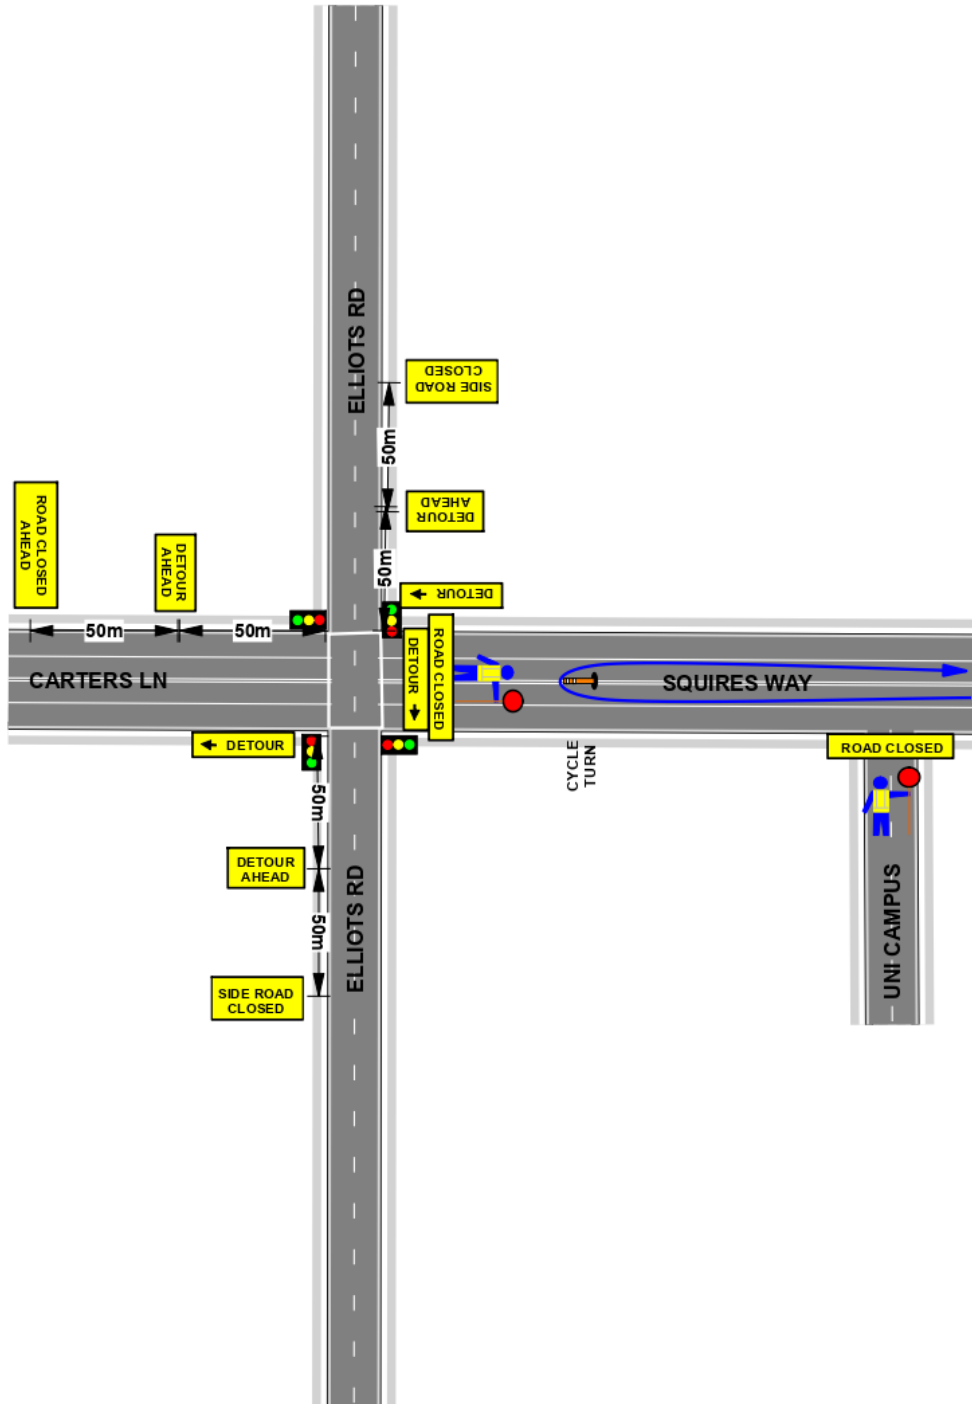 ELLIOTS RD
SIDE ROAD
CLOSED
50m
DETOUR
AHEAD
50m
DETOUR
ROAD CLOSED
AHEAD
DETOUR
AHEAD
50m
50m
CARTERS LN
DETOUR
ROAD CLOSED
SQUIRES WAY
DETOUR
CYCLE
TURN
ROAD CLOSED
50m
DETOUR
AHEAD
50m
ELLIOTS RD
SIDE ROAD
CLOSED
UNI CAMPUS